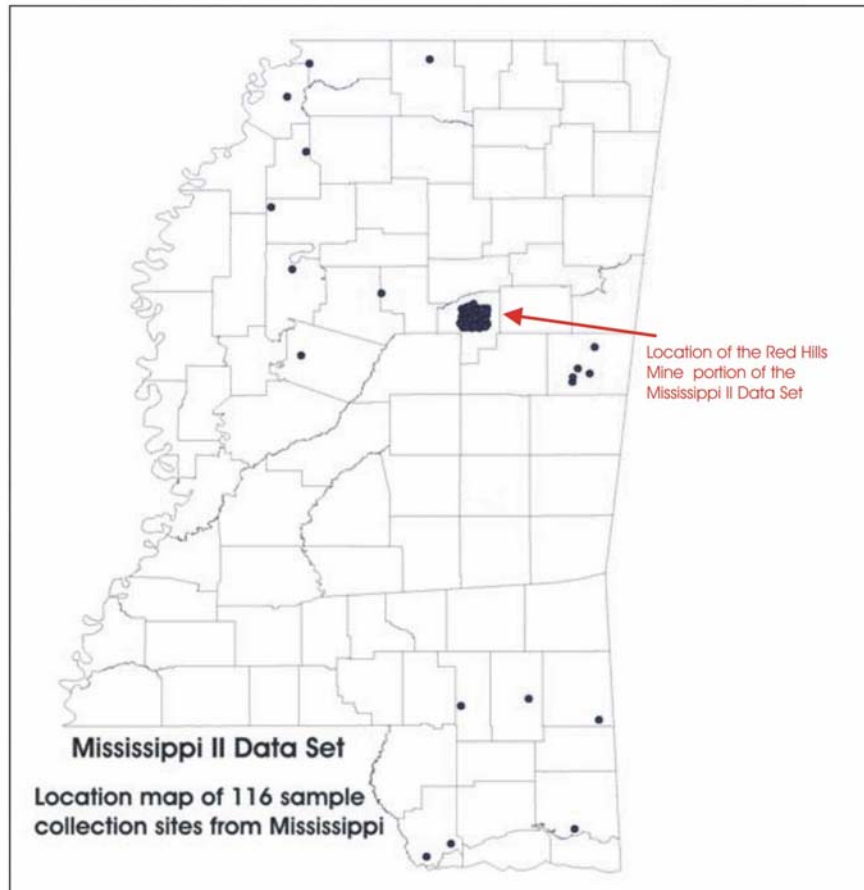 Location of the Red Hills
Mine portion of the
Mississippi II Data Set
Mississippi II Data Set
Location map of 116 sample
collection sites from Mississippi